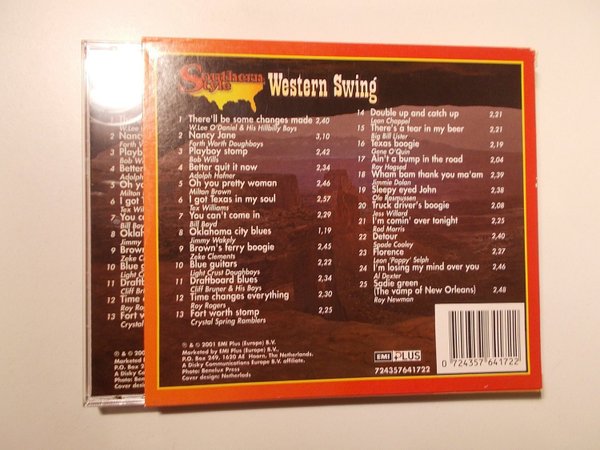 Southern
Style
Western Swing
1 There'll be some changes made 2,40
W.Lee O'Daniel & His Hillbilly Boys
2 Nancy Jane 3,10
Forth Warth Doughboys
3 Playboy stomp 2,42
Bob Wills
4 Better quit it now 2,34
Adolph Hofner
5 Oh you pretty woman 2,46
Milton Brown
6 I got Texas in my soul 2,57
Tex Williams
7 You can't come in 2,29
Bill Boyd
8 Oklahoma city blues 1,19
Jimmy Wakely
9 Brown's ferry boogie 2,45
Zeke Clements
10 Blue guitars 2,22
Light Crust Doughboys
11 Draftboard blues 2,34
Cliff Bruner & His Boys
12 Time changes everything 2,30
Roy Rogers
13 Fort worth stomp 2,25
Crystal Spring Ramblers
14 Double up and catch up 2,21
Leon Chappel
15 There's a tear in my beer 2,21
Big Bill Lister
16 Texas boogie 2,19
Gene O'Quin
17 Ain't a bump in the road 2,04
Ray Hogsed
18 Wham bam thank you ma'am 2,39
Jimmie Dolan
19 Sleepy eyed John 2,38
Ole Rasmussen
20 Truck driver's boogie 2,08
Jess Willard
21 I'm comin' over tonight 2,25
Rod Morris
22 Detour 2,40
Spade Cooley
23 Florence 2,27
Leon "Pappy" Selph
24 I'm losing my mind over you 2,46
Al Dexter
25 Sadie green
(The vamp of New Orleans) 2,48
Roy Newman
℗ & © 2001 EMI Plus (Europe) B.V.
Marketed by EMI Plus (Europe) B.V.,
P.O. Box 249, 1620 AE Hoorn, The Netherlands.
A Disky Communications Europe B.V. affiliate.
Photo: Benelux Press
Cover design: Netherlads
EMI PLUS
724357641722
0 724357 641722